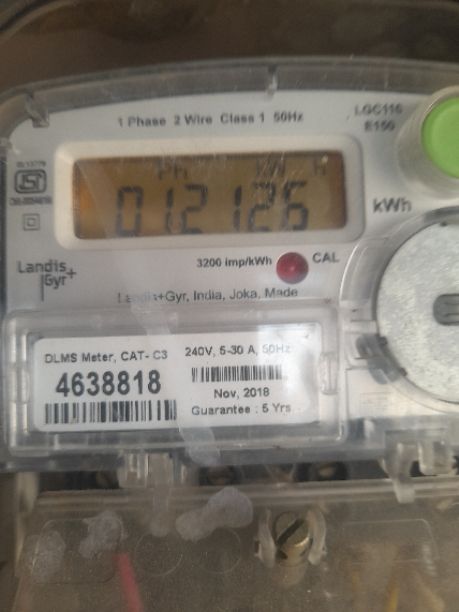 1 Phase 2 Wire Class 1 50Hz
LGC116
E150
kW h
kWh
3200 imp/kWh
CAL
Landis
Gyr+
Landis+Gyr, India, Joka, Made
DLMS Meter, CAT- C3
240V, 5-30 A, 50Hz
4638818
Nov, 2018
Guarantee : 5 Yrs